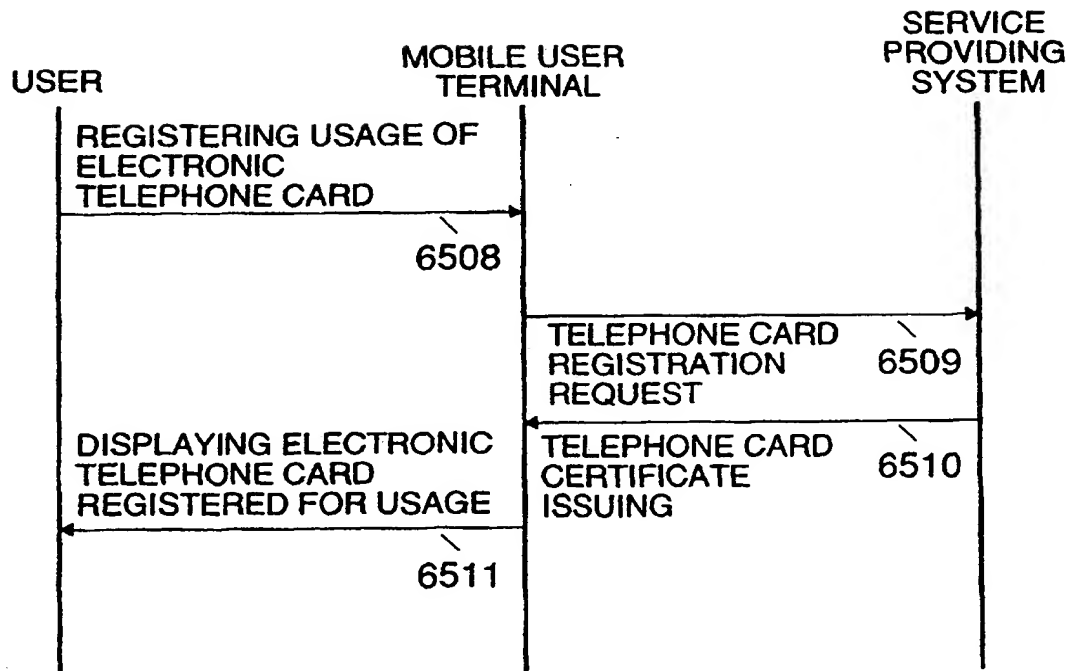 USER
MOBILE USER
TERMINAL
SERVICE
PROVIDING
SYSTEM
REGISTERING USAGE OF
ELECTRONIC
TELEPHONE CARD
6508
TELEPHONE CARD
REGISTRATION
REQUEST
6509
TELEPHONE CARD
CERTIFICATE
ISSUING
6510
DISPLAYING ELECTRONIC
TELEPHONE CARD
REGISTERED FOR USAGE
6511